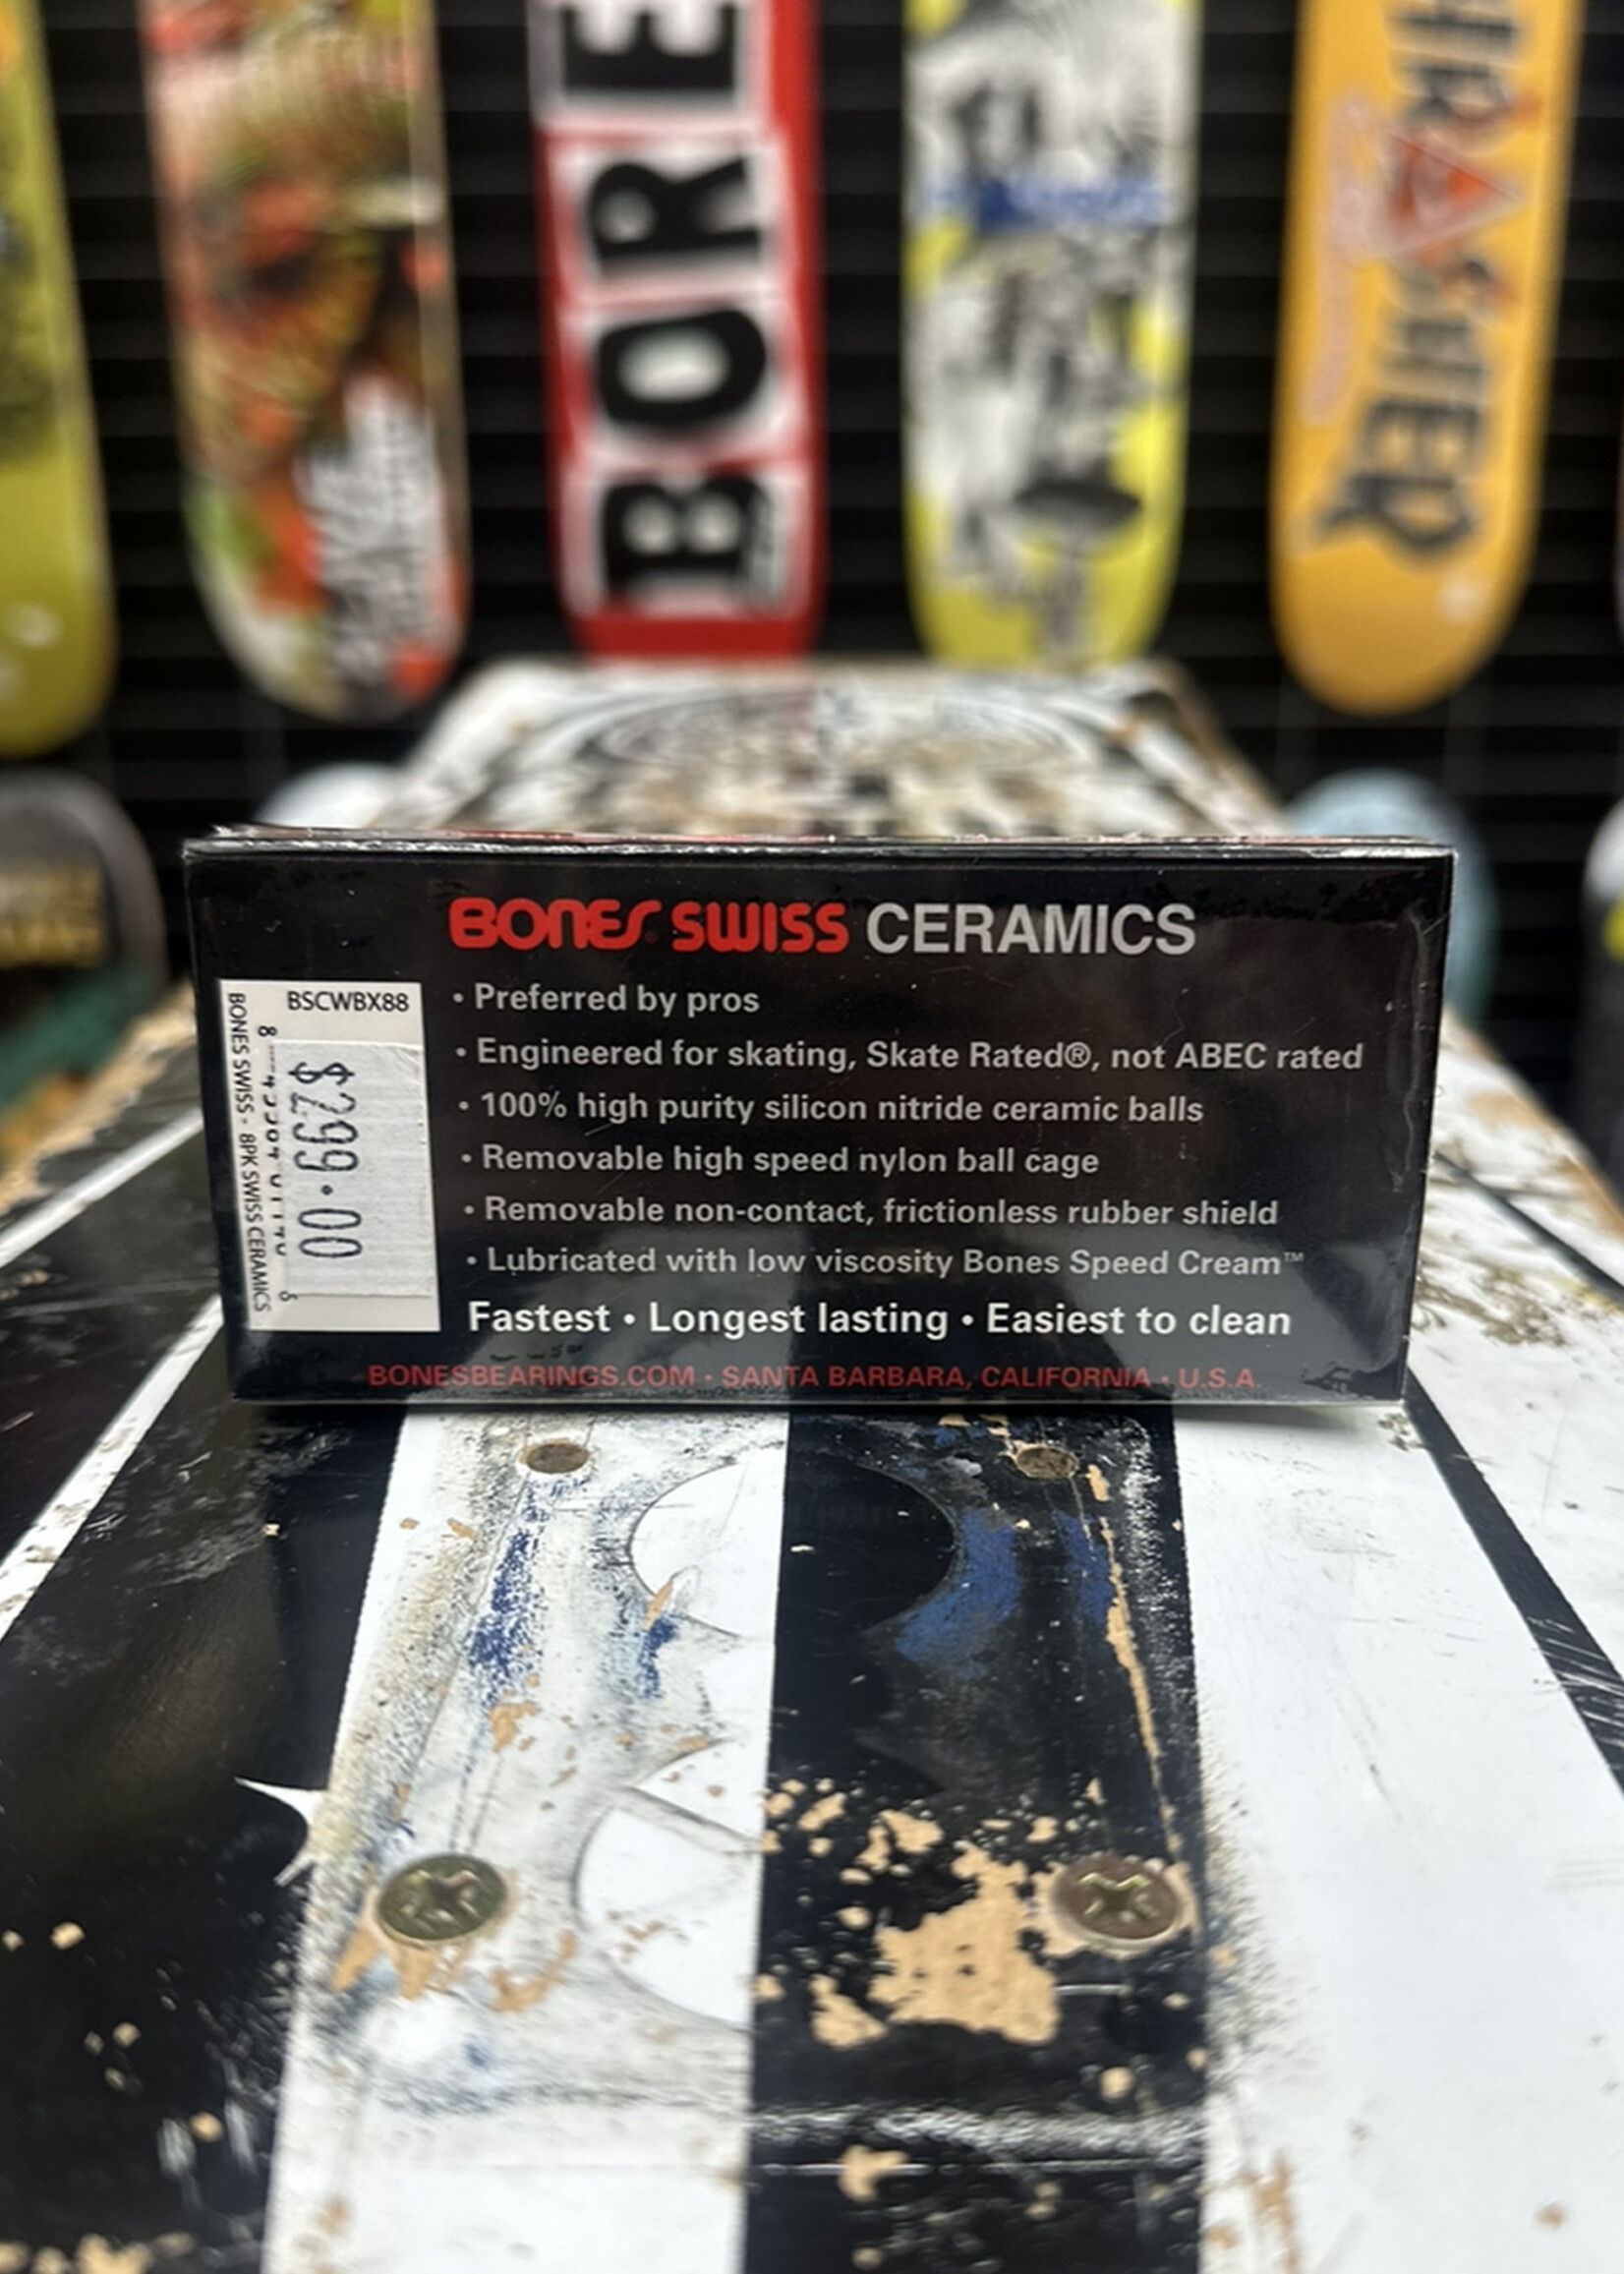 BORE
THRASHER
BONES SWISS CERAMICS
BSCWBX88
$299.00
BONES SWISS - 8PK SWISS CERAMICS
• Preferred by pros
• Engineered for skating, Skate Rated®, not ABEC rated
• 100% high purity silicon nitride ceramic balls
• Removable high speed nylon ball cage
• Removable non-contact, frictionless rubber shield
• Lubricated with low viscosity Bones Speed Cream™
Fastest • Longest lasting • Easiest to clean
BONESBEARINGS.COM • SANTA BARBARA, CALIFORNIA • U.S.A.